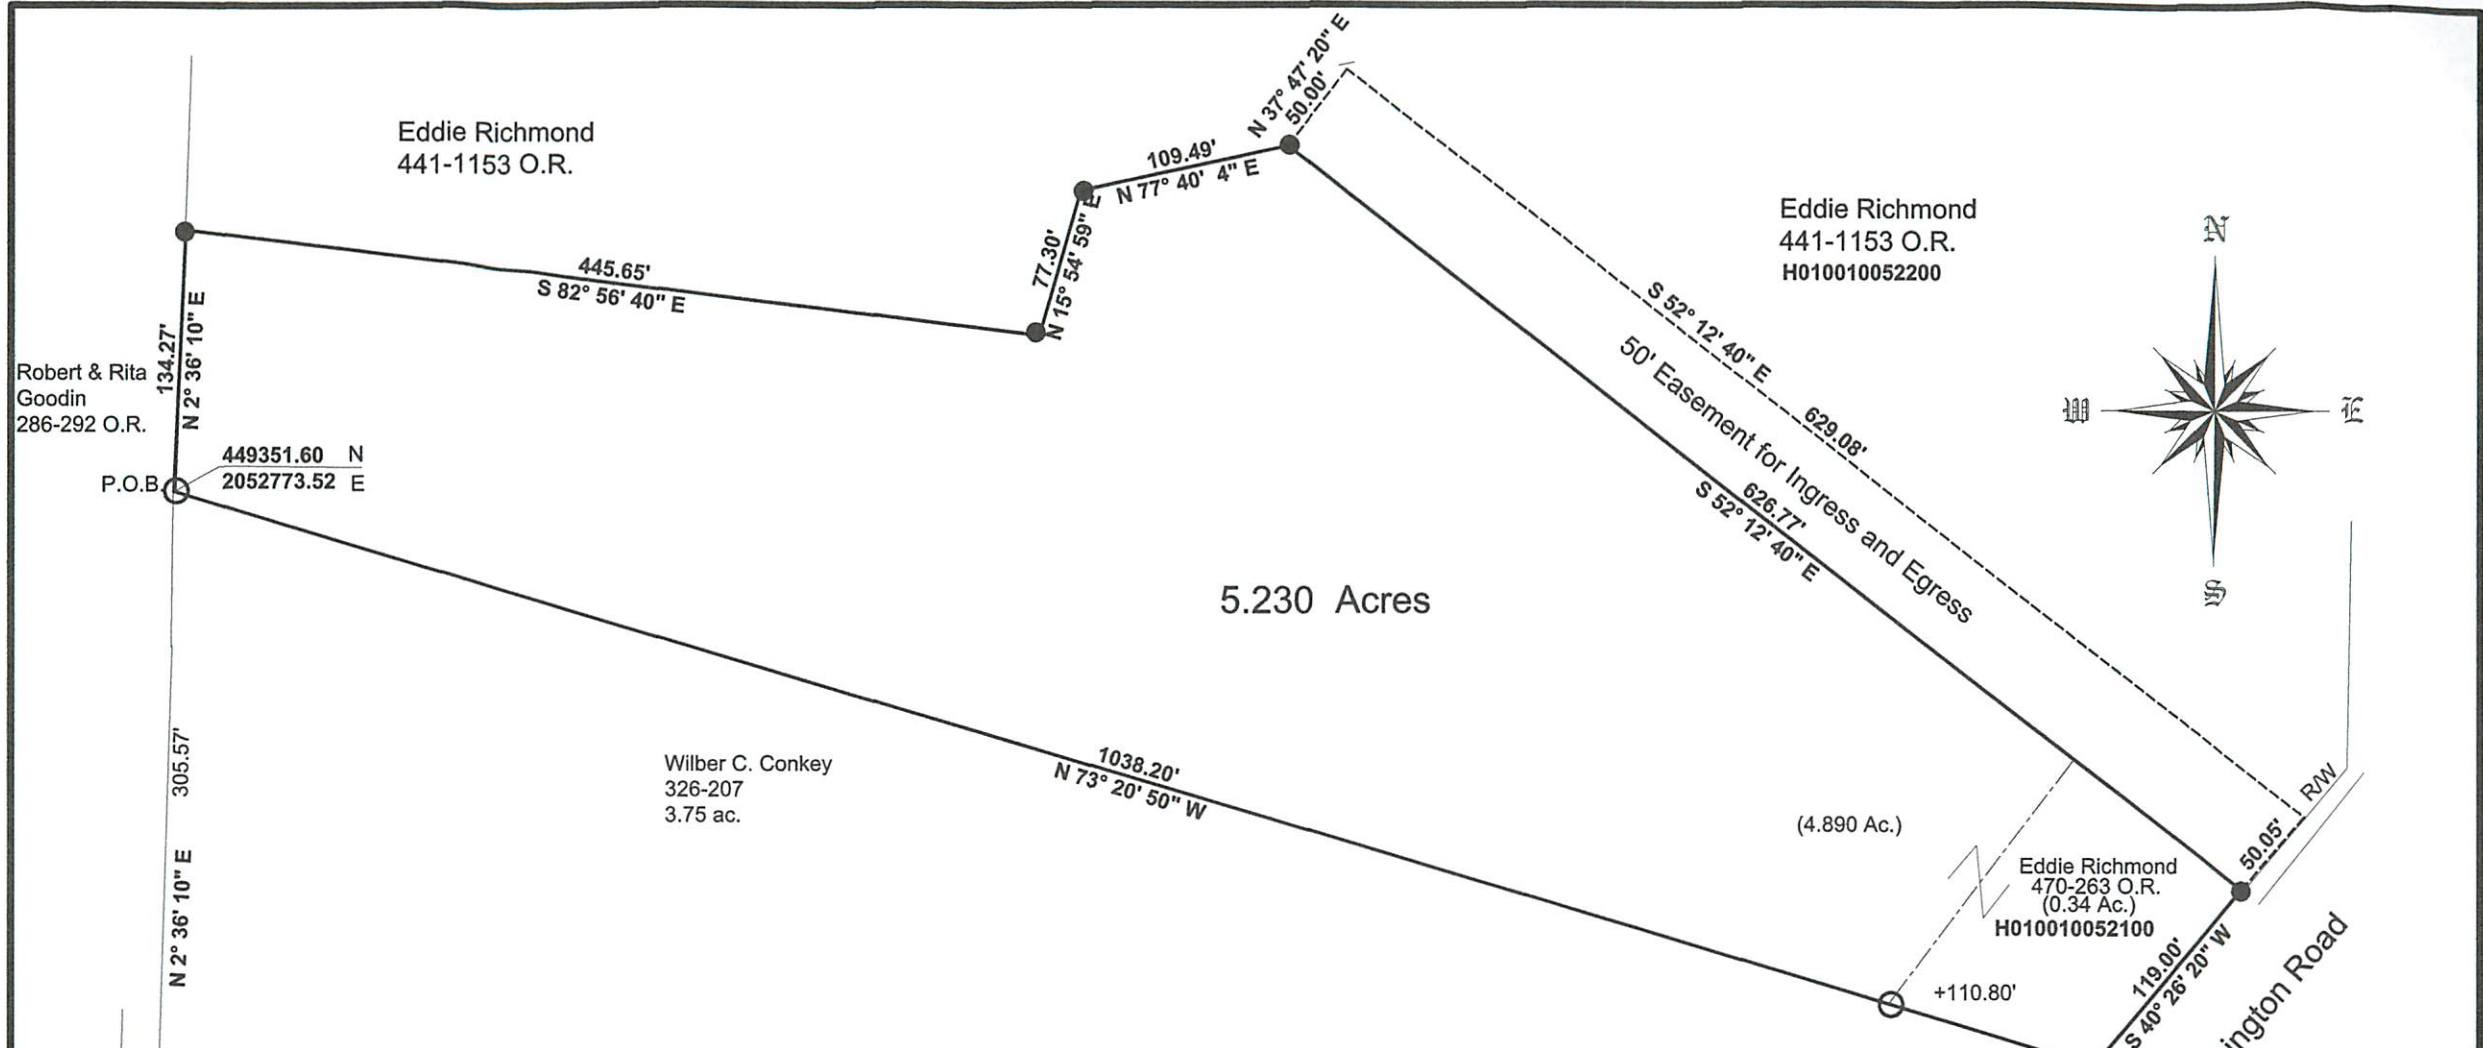 N 37° 47' 20" E
50.00'
Eddie Richmond
441-1153 O.R.
109.49'
N 77° 40' 4" E
77.30'
N 15° 54' 59" E
445.65'
S 82° 56' 40" E
Eddie Richmond
441-1153 O.R.
H010010052200
N
W
E
S
134.27'
N 2° 36' 10" E
Robert & Rita
Goodin
286-292 O.R.
449351.60 N
2052773.52 E
P.O.B.
S 52° 12' 40" E
629.08'
50' Easement for Ingress and Egress
626.77'
S 52° 12' 40" E
5.230 Acres
305.57'
N 2° 36' 10" E
Wilber C. Conkey
326-207
3.75 ac.
1038.20'
N 73° 20' 50" W
(4.890 Ac.)
R/W
50.05'
Eddie Richmond
470-263 O.R.
(0.34 Ac.)
H010010052100
+110.80'
119.00'
S 40° 26' 20" W
ington Road